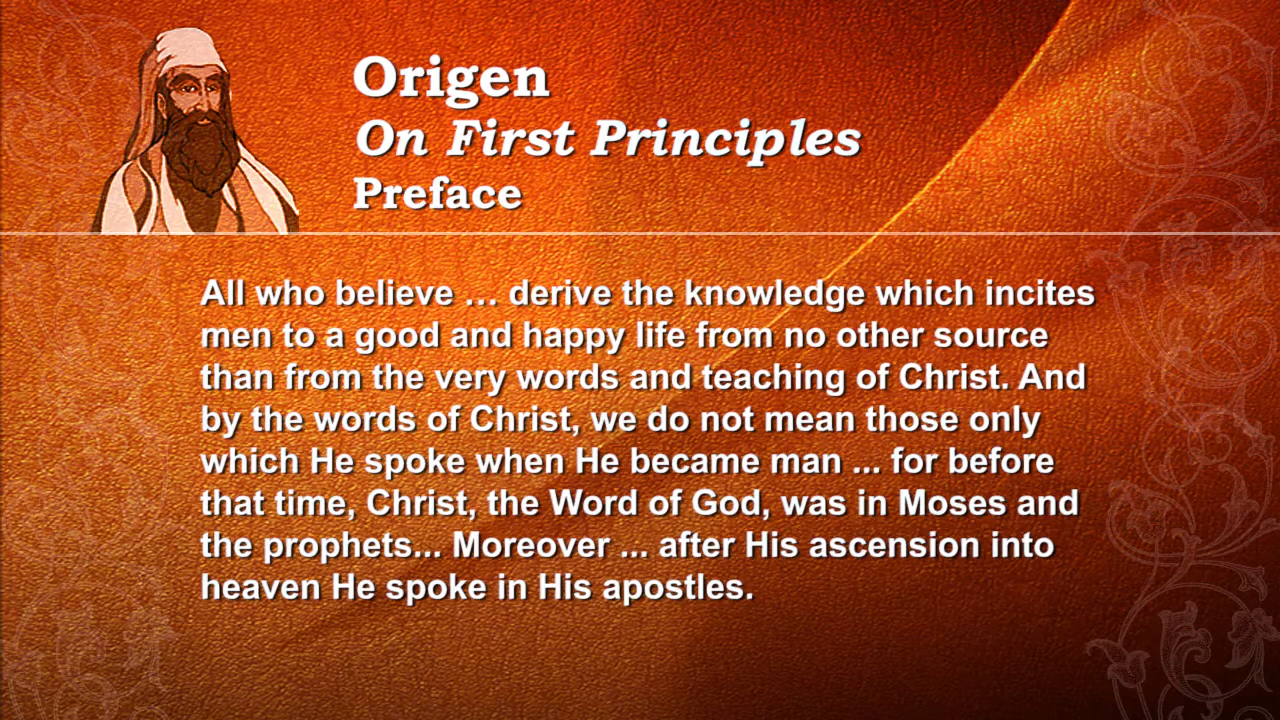 Origen
On First Principles
Preface
All who believe … derive the knowledge which incites
men to a good and happy life from no other source
than from the very words and teaching of Christ. And
by the words of Christ, we do not mean those only
which He spoke when He became man ... for before
that time, Christ, the Word of God, was in Moses and
the prophets... Moreover ... after His ascension into
heaven He spoke in His apostles.